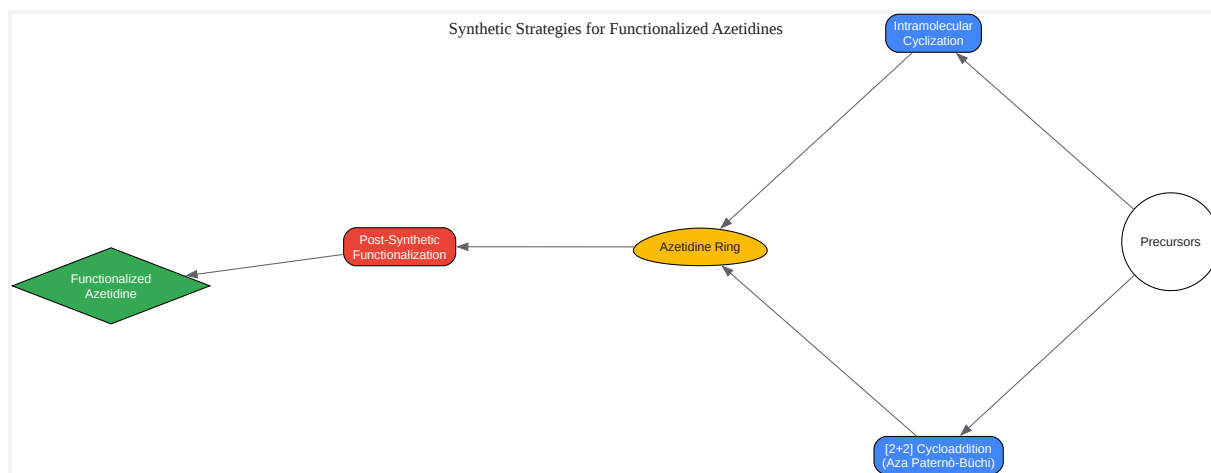 Synthetic Strategies for Functionalized Azetidines
Intramolecular
Cyclization
Post-Synthetic
Functionalization
Azetidine Ring
Precursors
Functionalized
Azetidine
[2+2] Cycloaddition
(Aza Paternò-Büchi)